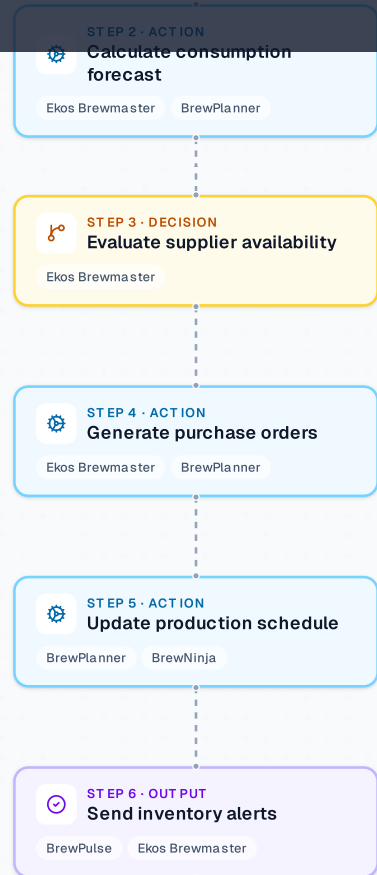 STEP 2 · ACTION
Calculate consumption
forecast
Ekos Brewmaster BrewPlanner
STEP 3 · DECISION
Evaluate supplier availability
Ekos Brewmaster
STEP 4 · ACTION
Generate purchase orders
Ekos Brewmaster BrewPlanner
STEP 5 · ACTION
Update production schedule
BrewPlanner BrewNinja
STEP 6 · OUTPUT
Send inventory alerts
BrewPulse Ekos Brewmaster